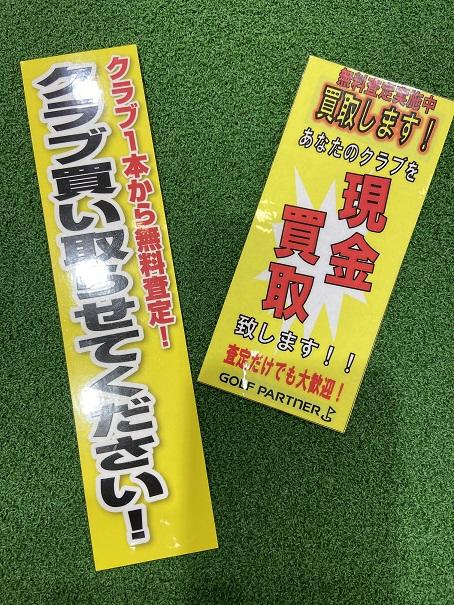 クラブ1本から無料査定!
クラブ買い取らせてください!
無料査定実施中
買取します!
あなたのクラブを
現金
買取
致します!!
査定だけでも大歓迎!
GOLF PARTNER